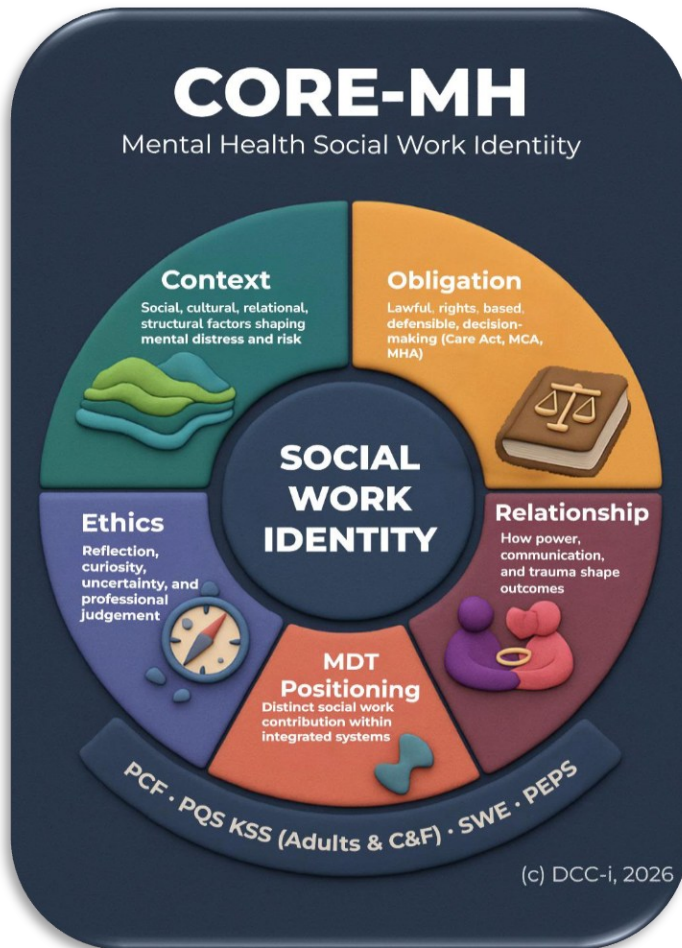 CORE-MH
Mental Health Social Work Identiity
Context
Social, cultural, relational,
structural factors shaping
mental distress and risk
Obligation
Lawful, rights, based,
defensible, decision-
making (Care Act, MCA,
MHA)
SOCIAL
WORK
IDENTITY
Ethics
Reflection,
curiosity,
uncertainty, and
professional
judgement
Relationship
How power,
communication,
and trauma shape
outcomes
MDT
Positioning
Distinct social work
contribution within
integrated systems
PCF · PQS KSS (Adults & C&F) · SWE · PEPS
(c) DCC-i, 2026